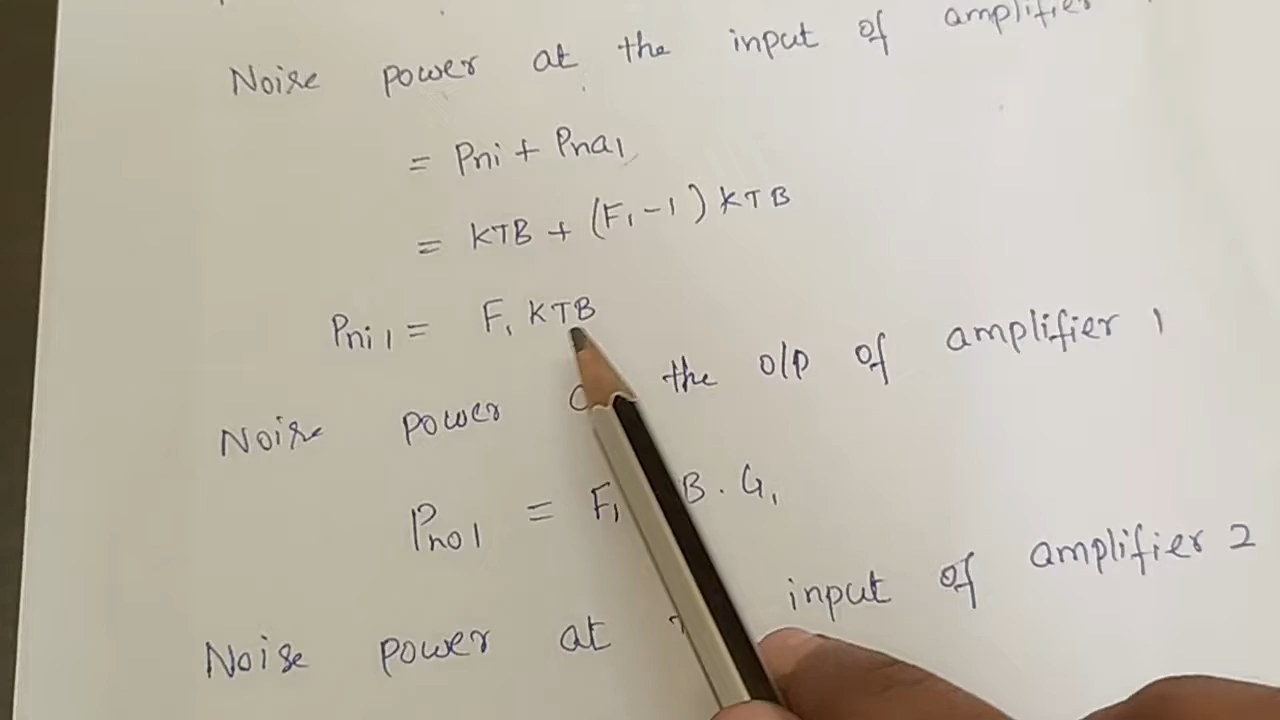 Noise power at the input of amplifier
= Pni + Pna1
= KTB + (F1-1) KTB
Pni1 = F1 KTB
Noise power the o/p of amplifier 1
Pno1 = F1 B . G1
Noise power at input of amplifier 2